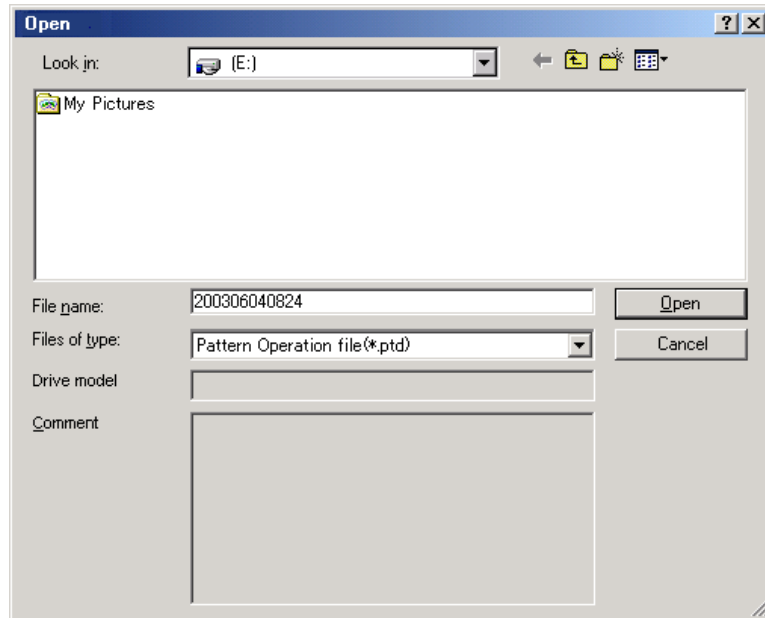 Open
Look in:
(E:)
My Pictures
File name:
200306040824
Open
Files of type:
Pattern Operation file(*.ptd)
Cancel
Drive model
Comment